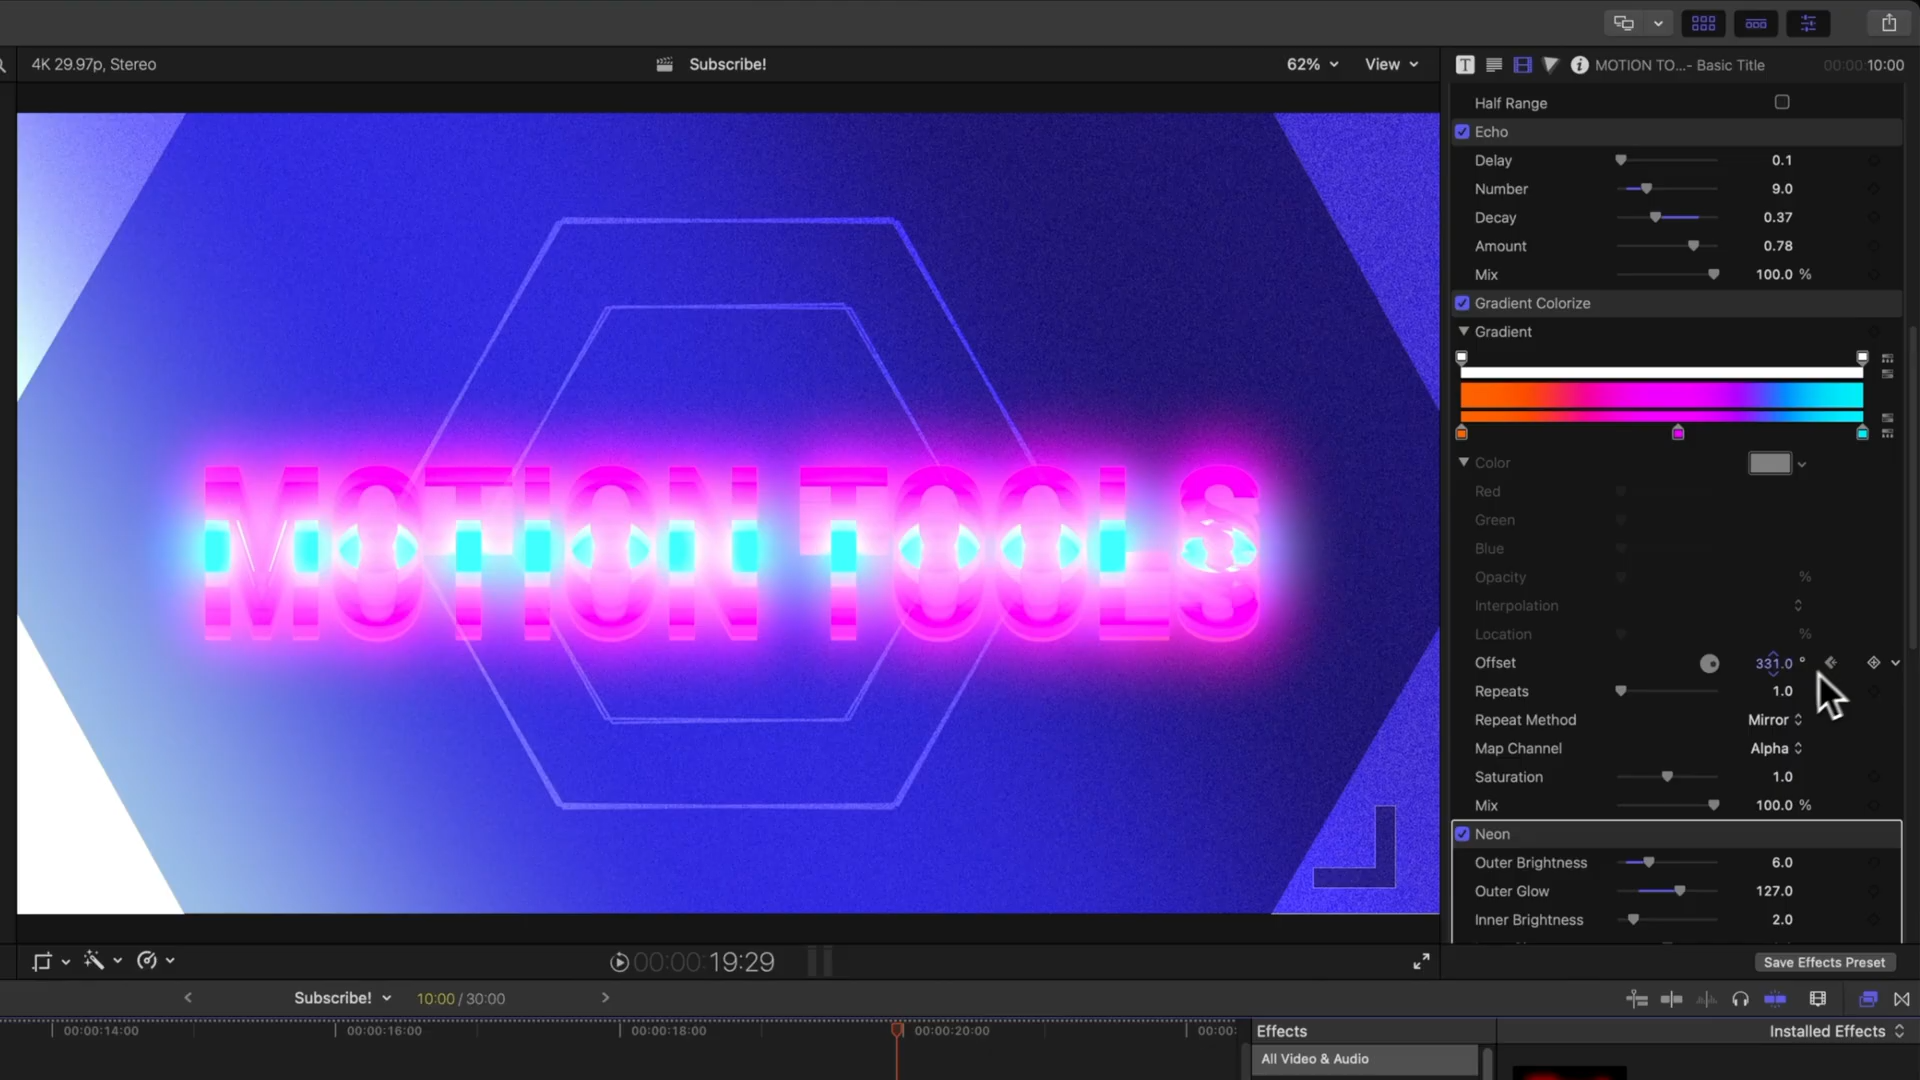 4K 29.97p, Stereo
Subscribe!
62%
View
T
MOTION TO...- Basic Title
00:00:10:00
Half Range
Echo
Delay 0.1
Number 9.0
Decay 0.37
Amount 0.78
Mix 100.0 %
Gradient Colorize
Gradient
Color
Red
Green
Blue
Opacity %
Interpolation
Location %
Offset 331.0 °
Repeats 1.0
Repeat Method Mirror
Map Channel Alpha
Saturation 1.0
Mix 100.0 %
Neon
Outer Brightness 6.0
Outer Glow 127.0
Inner Brightness 2.0
MOTION TOOLS
00:00:19:29
Save Effects Preset
Subscribe! 10:00 / 30:00
00:00:14:00 00:00:16:00 00:00:18:00 00:00:20:00 00:00:
Effects
Installed Effects
All Video & Audio